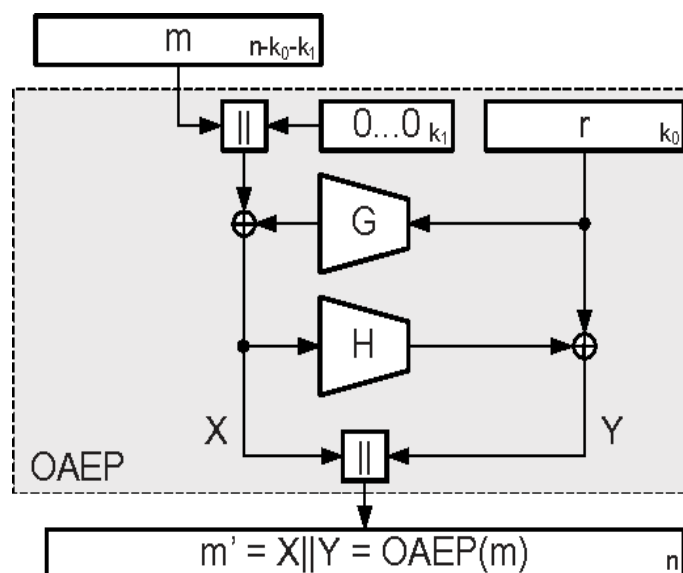 m n-k₀-k₁
|| 0...0 k₁ r k₀
G
H
X Y
OAEP ||
m' = X||Y = OAEP(m) n